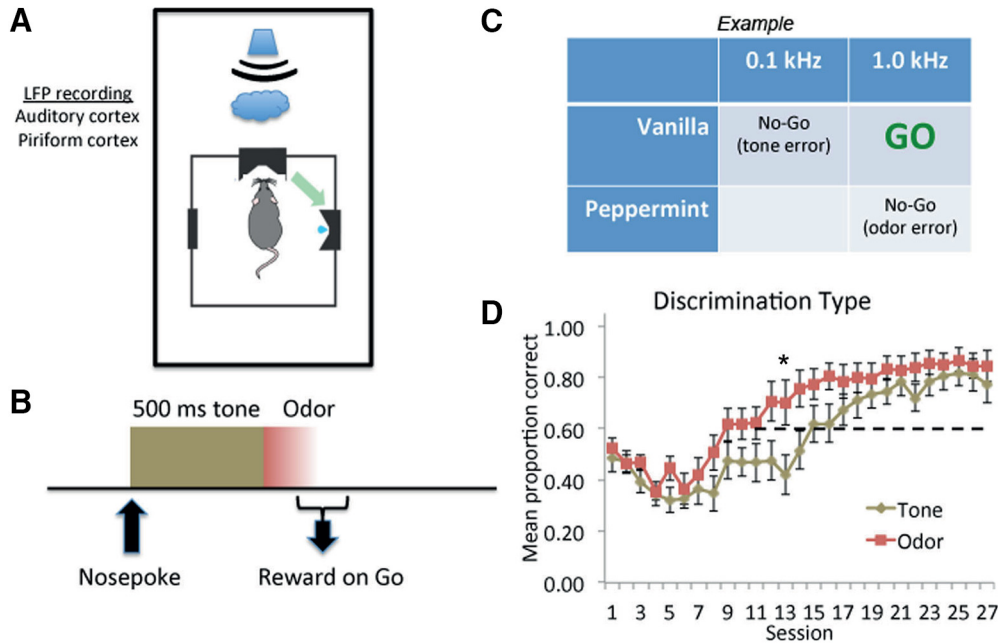 A
LFP recording
Auditory cortex
Piriform cortex
B
500 ms tone
Odor
Nosepoke
Reward on Go
C
Example
0.1 kHz
1.0 kHz
Vanilla
No-Go
(tone error)
GO
Peppermint
No-Go
(odor error)
D
Discrimination Type
Mean proportion correct
1.00
0.80
0.60
0.40
0.20
0.00
*
Tone
Odor
1 3 5 7 9 11 13 15 17 19 21 23 25 27
Session